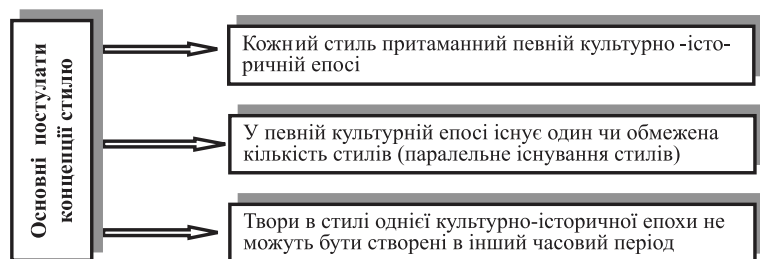 Основні постулати
концепції стилю
Кожний стиль притаманний певній культурно -істо-
ричній епосі
У певній культурній епосі існує один чи обмежена
кількість стилів (паралельне існування стилів)
Твори в стилі однієї культурно-історичної епохи не
можуть бути створені в інший часовий період